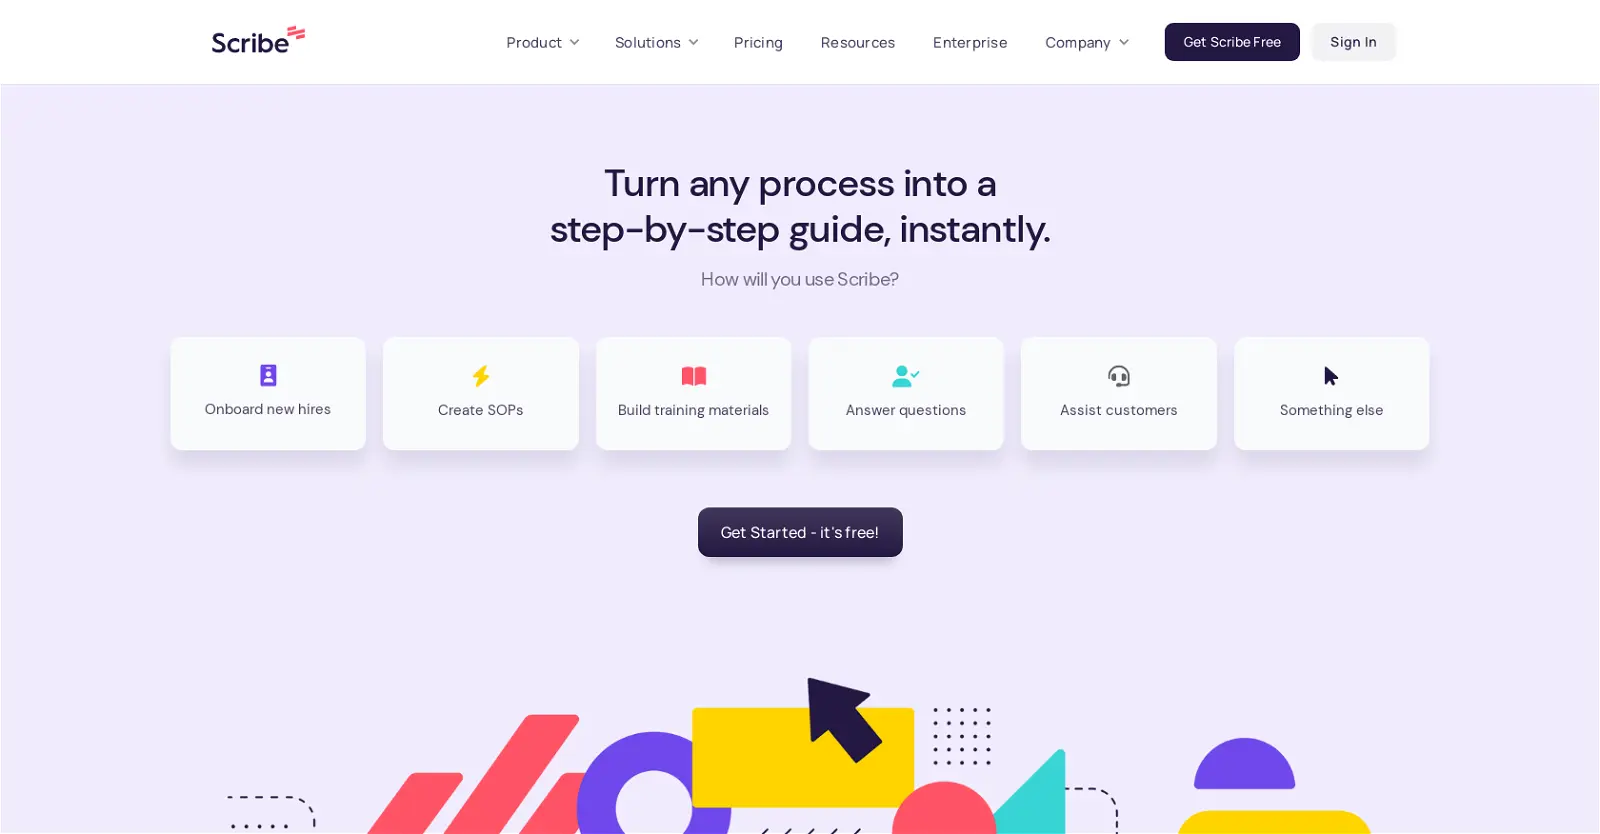 Scribe
Product
Solutions
Pricing
Resources
Enterprise
Company
Get Scribe Free
Sign In
Turn any process into a
step-by-step guide, instantly.
How will you use Scribe?
Onboard new hires
Create SOPs
Build training materials
Answer questions
Assist customers
Something else
Get Started - it's free!